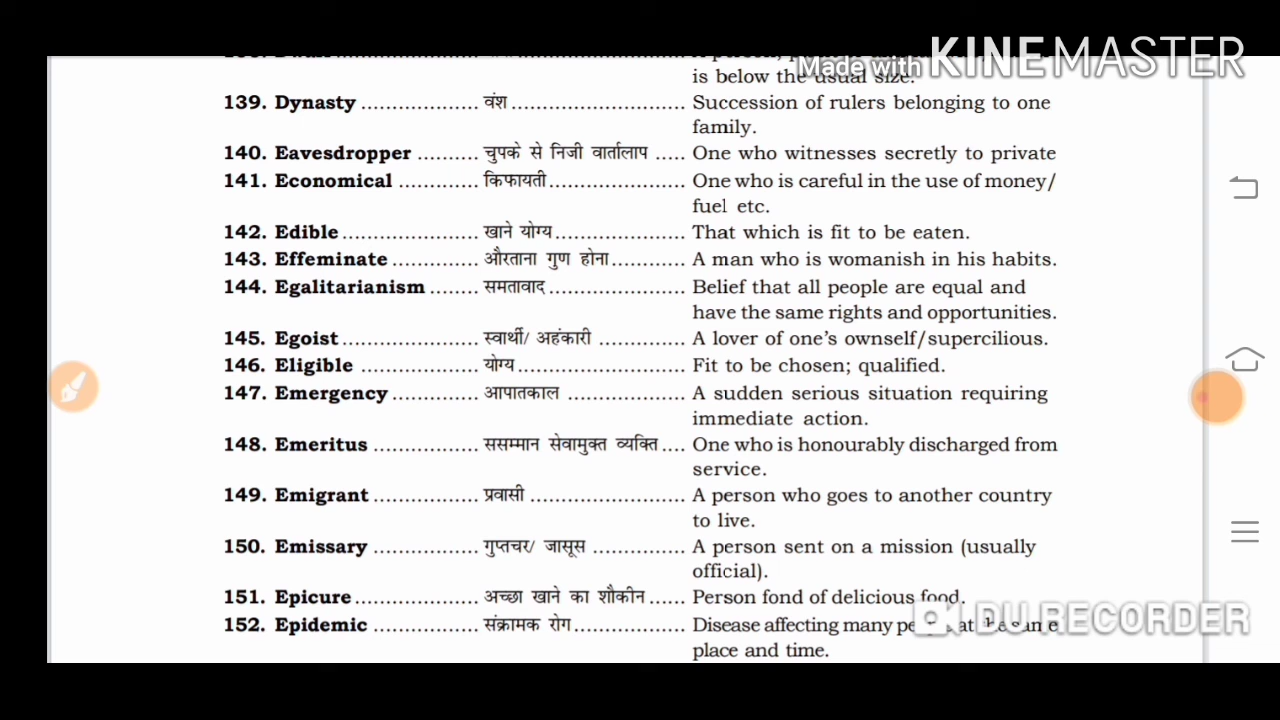 Made with KINEMASTER
is below the usual size.
139. Dynasty .................. वंश .......................... Succession of rulers belonging to one
family.
140. Eavesdropper .......... चुपके से निजी वार्तालाप ..... One who witnesses secretly to private
141. Economical ............ किफायती .................... One who is careful in the use of money/
fuel etc.
142. Edible .................... खाने योग्य ................... That which is fit to be eaten.
143. Effeminate ............. औरताना गुण होना ............ A man who is womanish in his habits.
144. Egalitarianism ........ समतावाद .................... Belief that all people are equal and
have the same rights and opportunities.
145. Egoist .................... स्वार्थी/ अहंकारी ............. A lover of one's ownself/supercilious.
146. Eligible .................. योग्य ......................... Fit to be chosen; qualified.
147. Emergency ............. आपातकाल .................. A sudden serious situation requiring
immediate action.
148. Emeritus ................ ससम्मान सेवामुक्त व्यक्ति .... One who is honourably discharged from
service.
149. Emigrant ................ प्रवासी ....................... A person who goes to another country
to live.
150. Emissary ................ गुप्तचर/ जासूस .............. A person sent on a mission (usually
official).
151. Epicure ................... अच्छा खाने का शौकीन ...... Person fond of delicious food.
152. Epidemic ................ संक्रामक रोग ................. Disease affecting many people at the same
place and time.
DU RECORDER